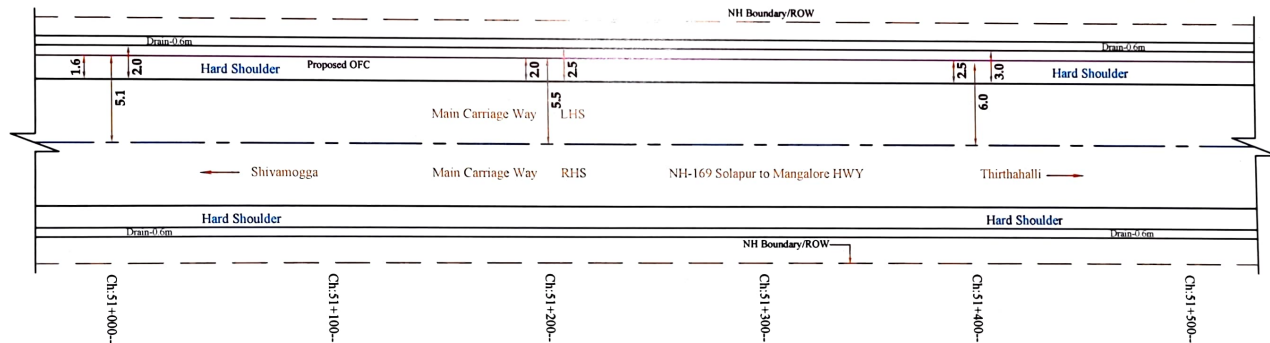 NH Boundary/ROW
Drain-0.6m
Drain-0.6m
1.6
2.0
Hard Shoulder
Proposed OFC
2.0
2.5
2.5
3.0
Hard Shoulder
5.1
5.5
6.0
Main Carriage Way LHS
Shivamogga
Main Carriage Way RHS
NH-169 Solapur to Mangalore HWY
Thirthahalli
Hard Shoulder
Hard Shoulder
Drain-0.6m
Drain-0.6m
NH Boundary/ROW
Ch:51+000--
Ch:51+100--
Ch:51+200--
Ch:51+300--
Ch:51+400--
Ch:51+500--